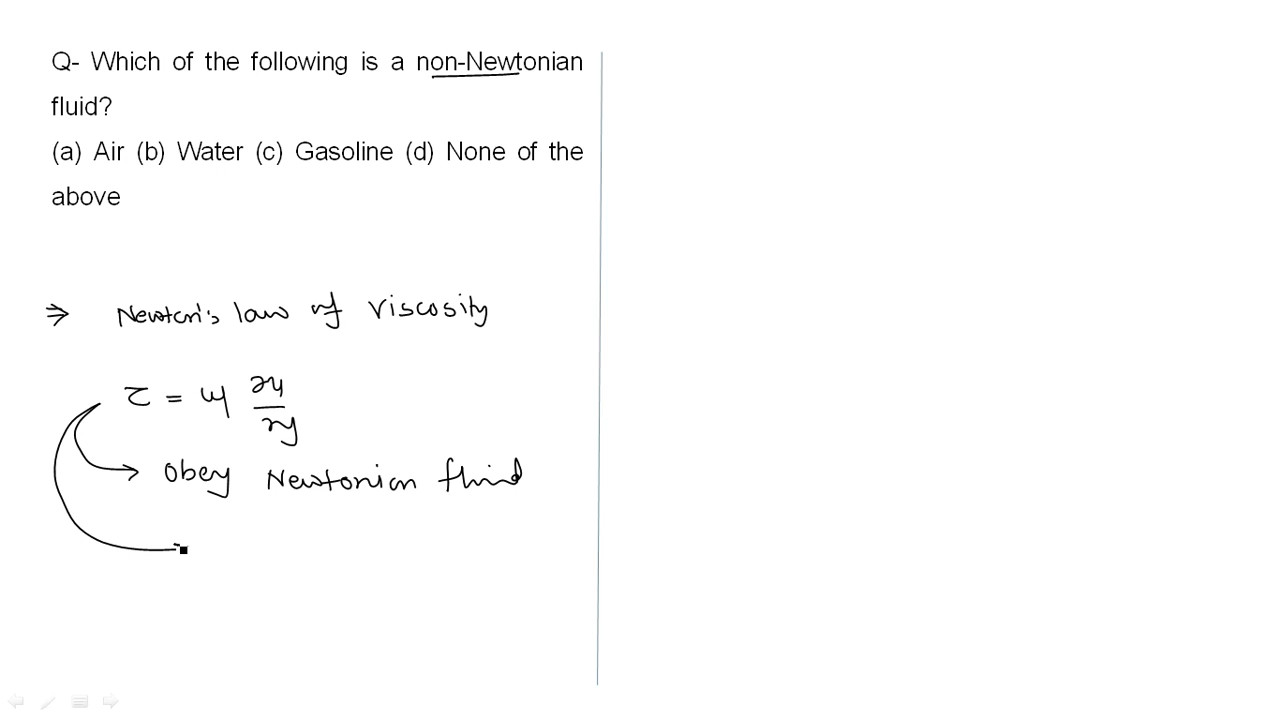 Q- Which of the following is a non-Newtonian
fluid?
(a) Air (b) Water (c) Gasoline (d) None of the
above
⇒ Newton's law of viscosity
τ = μ ∂u/∂y
→ Obey Newtonian fluid